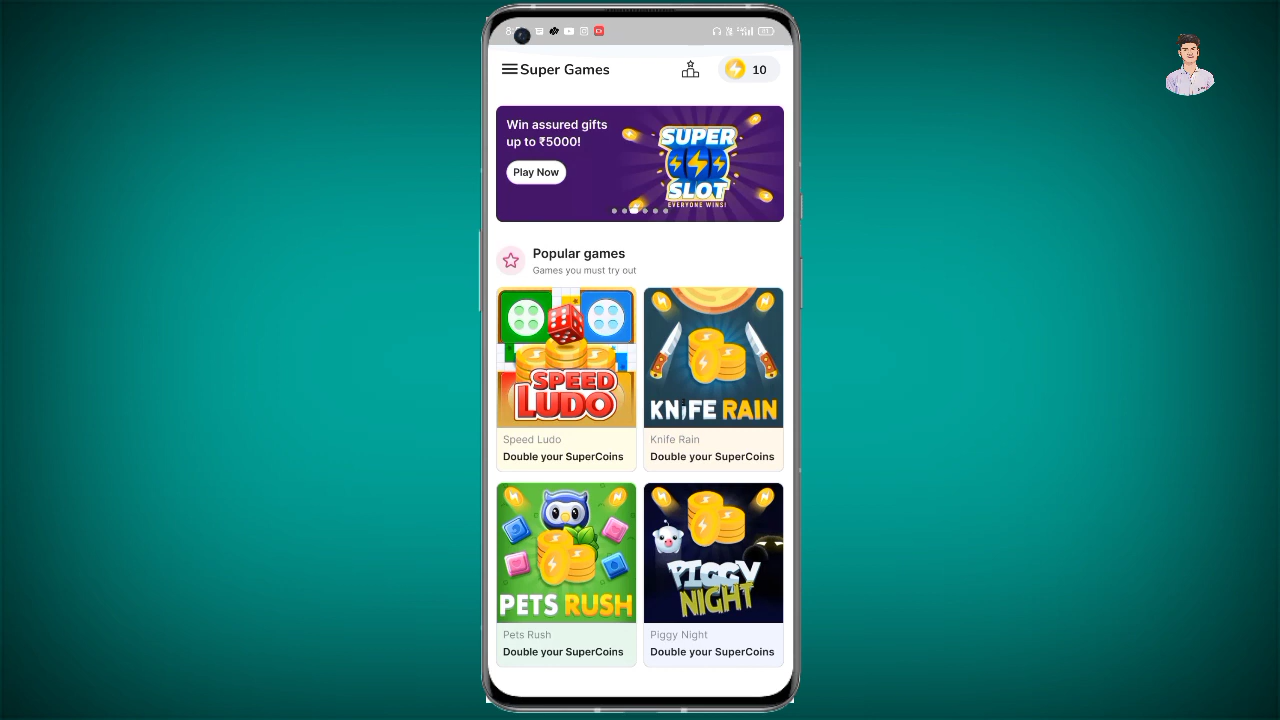 Super Games
10
Win assured gifts
up to ₹5000!
Play Now
SUPER
SLOT
EVERYONE WINS!
Popular games
Games you must try out
SPEED
LUDO
KNIFE RAIN
Speed Ludo
Double your SuperCoins
Knife Rain
Double your SuperCoins
PETS RUSH
PIGGY
NIGHT
Pets Rush
Double your SuperCoins
Piggy Night
Double your SuperCoins